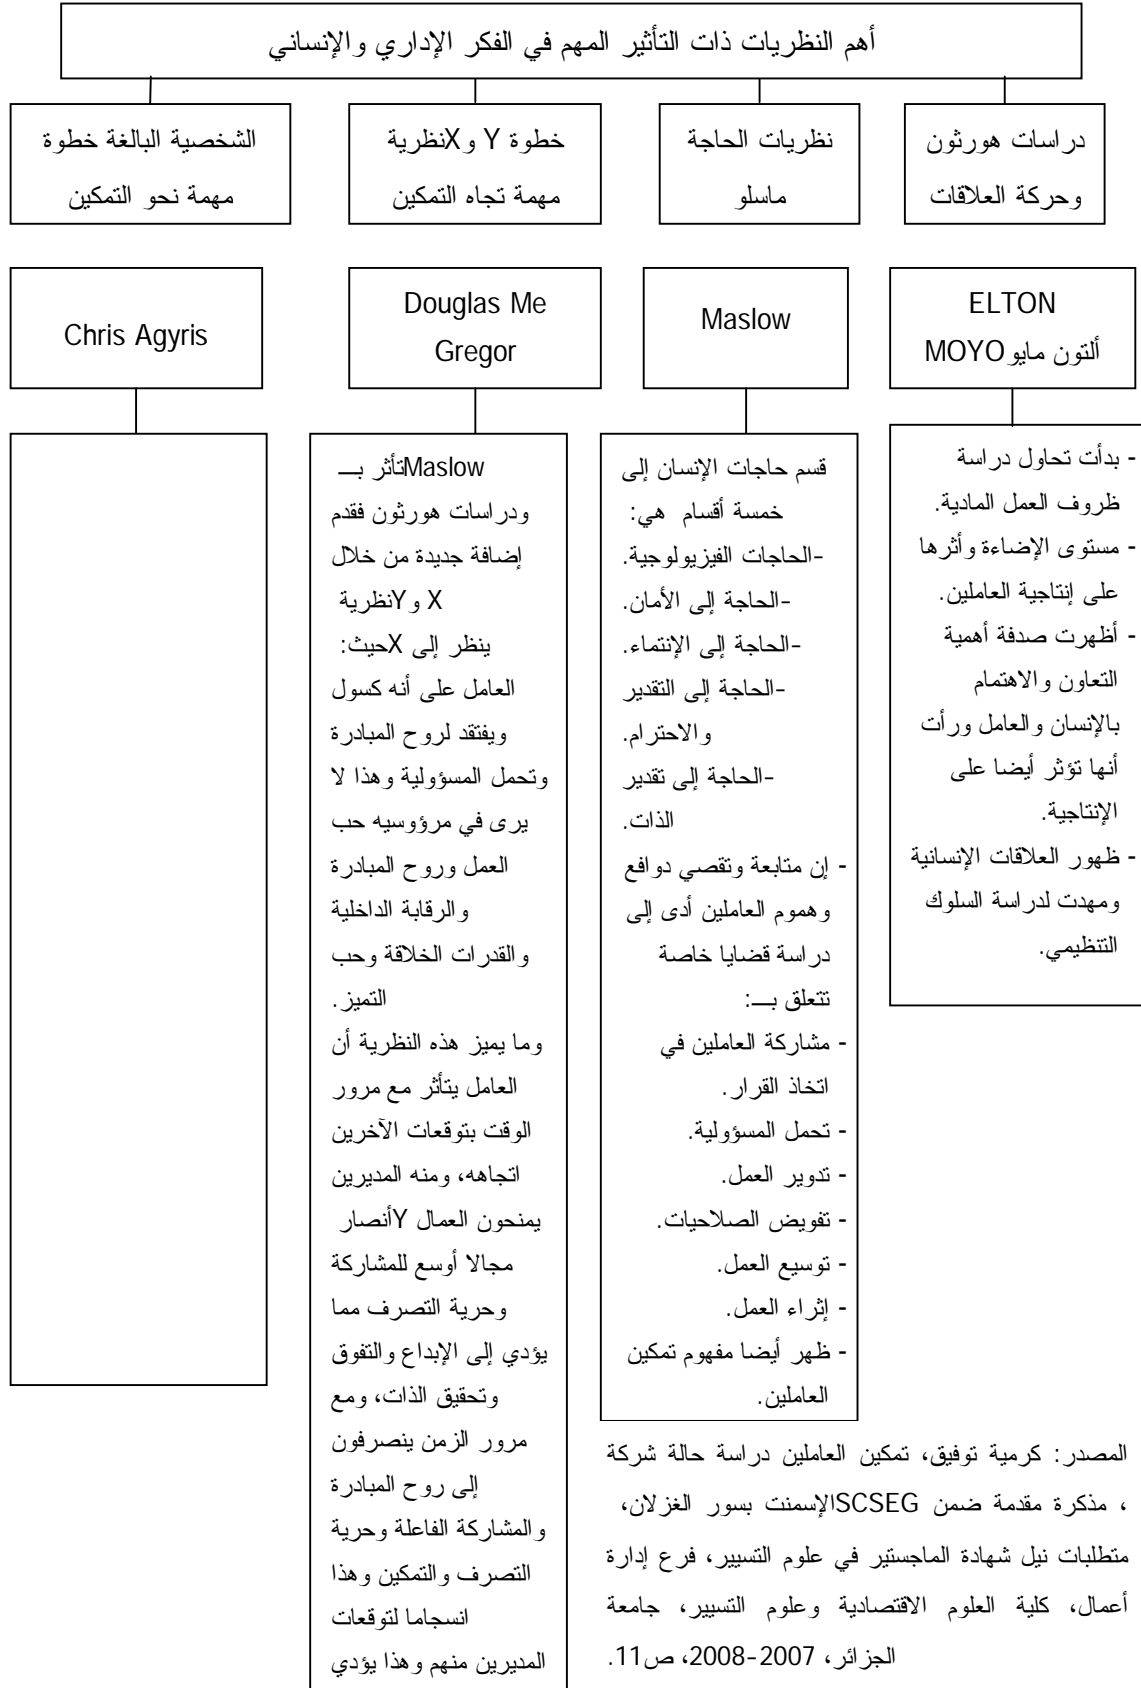 أهم النظريات ذات التأثير المهم في الفكر الإداري والإنساني
دراسات هورثون
وحركة العلاقات
نظريات الحاجة
ماسلو
خطوة Y وXنظرية
مهمة تجاه التمكين
الشخصية البالغة خطوة
مهمة نحو التمكين
ELTON
ألتون مايو MOYO
Maslow
Douglas Me
Gregor
Chris Agyris
- بدأت تحاول دراسة
ظروف العمل المادية.
- مستوى الإضاءة وأثرها
على إنتاجية العاملين.
- أظهرت صدفة أهمية
التعاون والاهتمام
بالإنسان والعامل ورأت
أنها تؤثر أيضا على
الإنتاجية.
- ظهور العلاقات الإنسانية
ومهدت لدراسة السلوك
التنظيمي.
قسم حاجات الإنسان إلى
خمسة أقسام هي:
-الحاجات الفيزيولوجية.
-الحاجة إلى الأمان.
-الحاجة إلى الإنتماء.
-الحاجة إلى التقدير
والاحترام.
-الحاجة إلى تقدير
الذات.
- إن متابعة وتقصي دوافع
وهموم العاملين أدى إلى
دراسة قضايا خاصة
تتعلق بــ:
- مشاركة العاملين في
اتخاذ القرار.
- تحمل المسؤولية.
- تدوير العمل.
- تفويض الصلاحيات.
- توسيع العمل.
- إثراء العمل.
- ظهر أيضا مفهوم تمكين
العاملين.
Maslowتأثر بــ
ودراسات هورثون فقدم
إضافة جديدة من خلال
X وYنظرية
ينظر إلى Xحيث:
العامل على أنه كسول
ويفتقد لروح المبادرة
وتحمل المسؤولية وهذا لا
يرى في مرؤوسيه حب
العمل وروح المبادرة
والرقابة الداخلية
والقدرات الخلاقة وحب
التميز.
وما يميز هذه النظرية أن
العامل يتأثر مع مرور
الوقت بتوقعات الآخرين
اتجاهه، ومنه المديرين
يمنحون العمال Yأنصار
مجالا أوسع للمشاركة
وحرية التصرف مما
يؤدي إلى الإبداع والتفوق
وتحقيق الذات، ومع
مرور الزمن ينصرفون
إلى روح المبادرة
والمشاركة الفاعلة وحرية
التصرف والتمكين وهذا
انسجاما لتوقعات
المديرين منهم وهذا يؤدي
المصدر: كرمية توفيق، تمكين العاملين دراسة حالة شركة
، مذكرة مقدمة ضمن SCSEGالإسمنت بسور الغزلان،
متطلبات نيل شهادة الماجستير في علوم التسيير، فرع إدارة
أعمال، كلية العلوم الاقتصادية وعلوم التسيير، جامعة
الجزائر، 2007-2008، ص11.